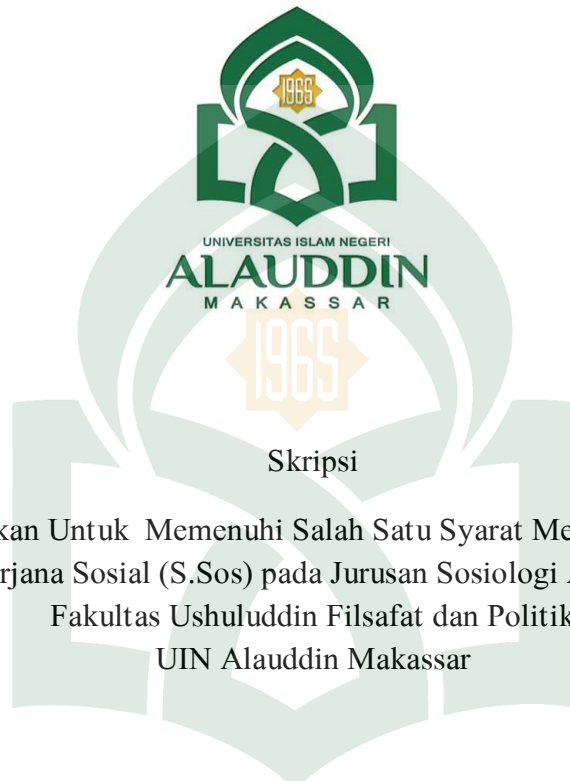 1965
UNIVERSITAS ISLAM NEGERI
ALAUDDIN
MAKASSAR
1965
Skripsi
Untuk Memenuhi Salah Satu Syarat
Sosial (S.Sos) pada Jurusan Sosiologi
Fakultas Ushuluddin Filsafat dan Politik
UIN Alauddin Makassar